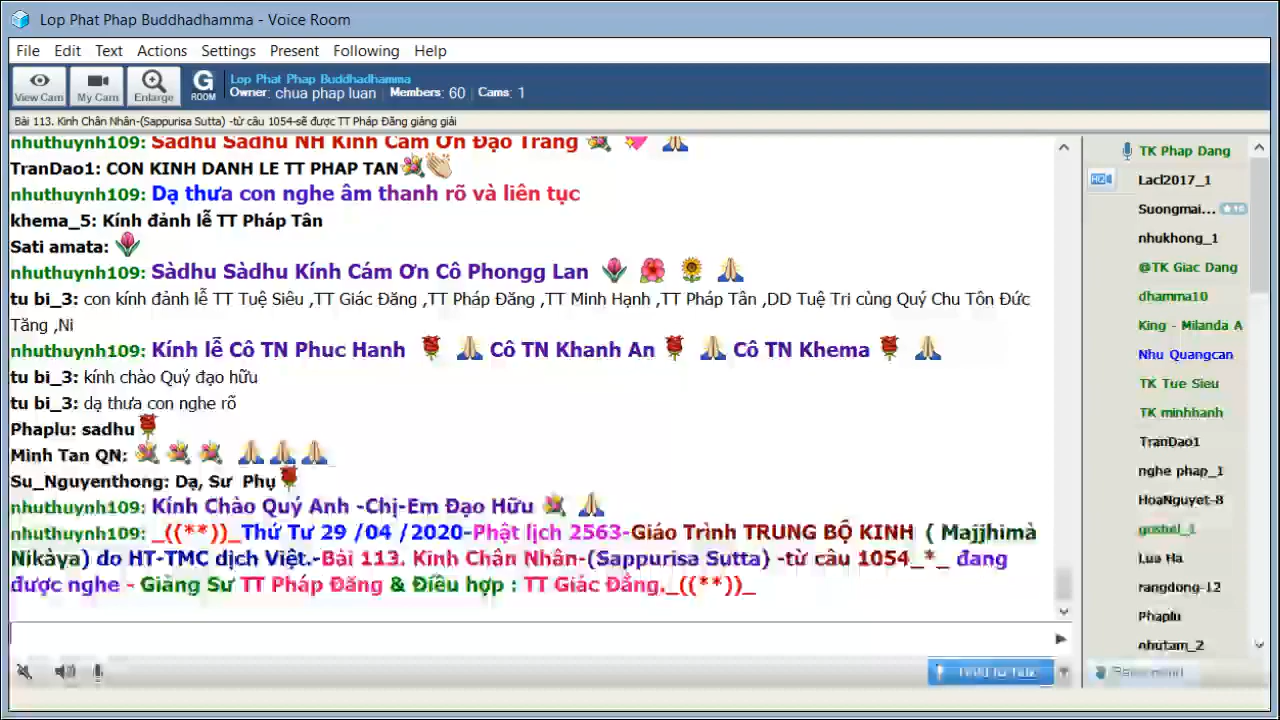 Lop Phat Phap Buddhadhamma - Voice Room
File Edit Text Actions Settings Present Following Help
View Cam My Cam Enlarge G ROOM
Lop Phat Phap Buddhadhamma
Owner: chua phap luan Members: 60 Cams: 1
Bài 113. Kinh Chân Nhân-(Sappurisa Sutta) -từ câu 1054-sẽ được TT Pháp Đăng giảng giải
nhuthuynh109: Sàdhu Sàdhu NH Kính Cám Ơn Đạo Tràng
TranDao1: CON KINH DANH LE TT PHAP TAN
nhuthuynh109: Dạ thưa con nghe âm thanh rõ và liên tục
khema_5: Kính đảnh lễ TT Pháp Tân
Sati amata:
nhuthuynh109: Sàdhu Sàdhu Kính Cám Ơn Cô Phongg Lan
tu bi_3: con kính đảnh lễ TT Tuệ Siêu ,TT Giác Đăng ,TT Pháp Đăng ,TT Minh Hạnh ,TT Pháp Tân ,DD Tuệ Tri cùng Quý Chu Tôn Đức
Tăng ,Ni
nhuthuynh109: Kính lễ Cô TN Phuc Hanh Cô TN Khanh An Cô TN Khema
tu bi_3: kính chào Quý đạo hữu
tu bi_3: dạ thưa con nghe rõ
Phaplu: sadhu
Minh Tan QN:
Su_Nguyenthong: Dạ, Sư Phụ
nhuthuynh109: Kính Chào Quý Anh -Chị-Em Đạo Hữu
nhuthuynh109: _((**))_Thứ Tư 29 /04 /2020-Phật lịch 2563-Giáo Trình TRUNG BỘ KINH ( Majjhimà
Nikàya) do HT-TMC dịch Việt.-Bài 113. Kinh Chân Nhân-(Sappurisa Sutta) -từ câu 1054_*_ đang
được nghe - Giảng Sư TT Pháp Đăng & Điều hợp : TT Giác Đẳng._((**))_
TK Phap Dang
Lacl2017_1
Suongmai...
nhukhong_1
@TK Giac Dang
dhamma10
King - Milanda A
Nhu Quangcan
TK Tue Sieu
TK minhhanh
TranDao1
nghe phap_1
HoaNguyet-8
Lua Ha
rangdong-12
Phaplu
nhutam_2